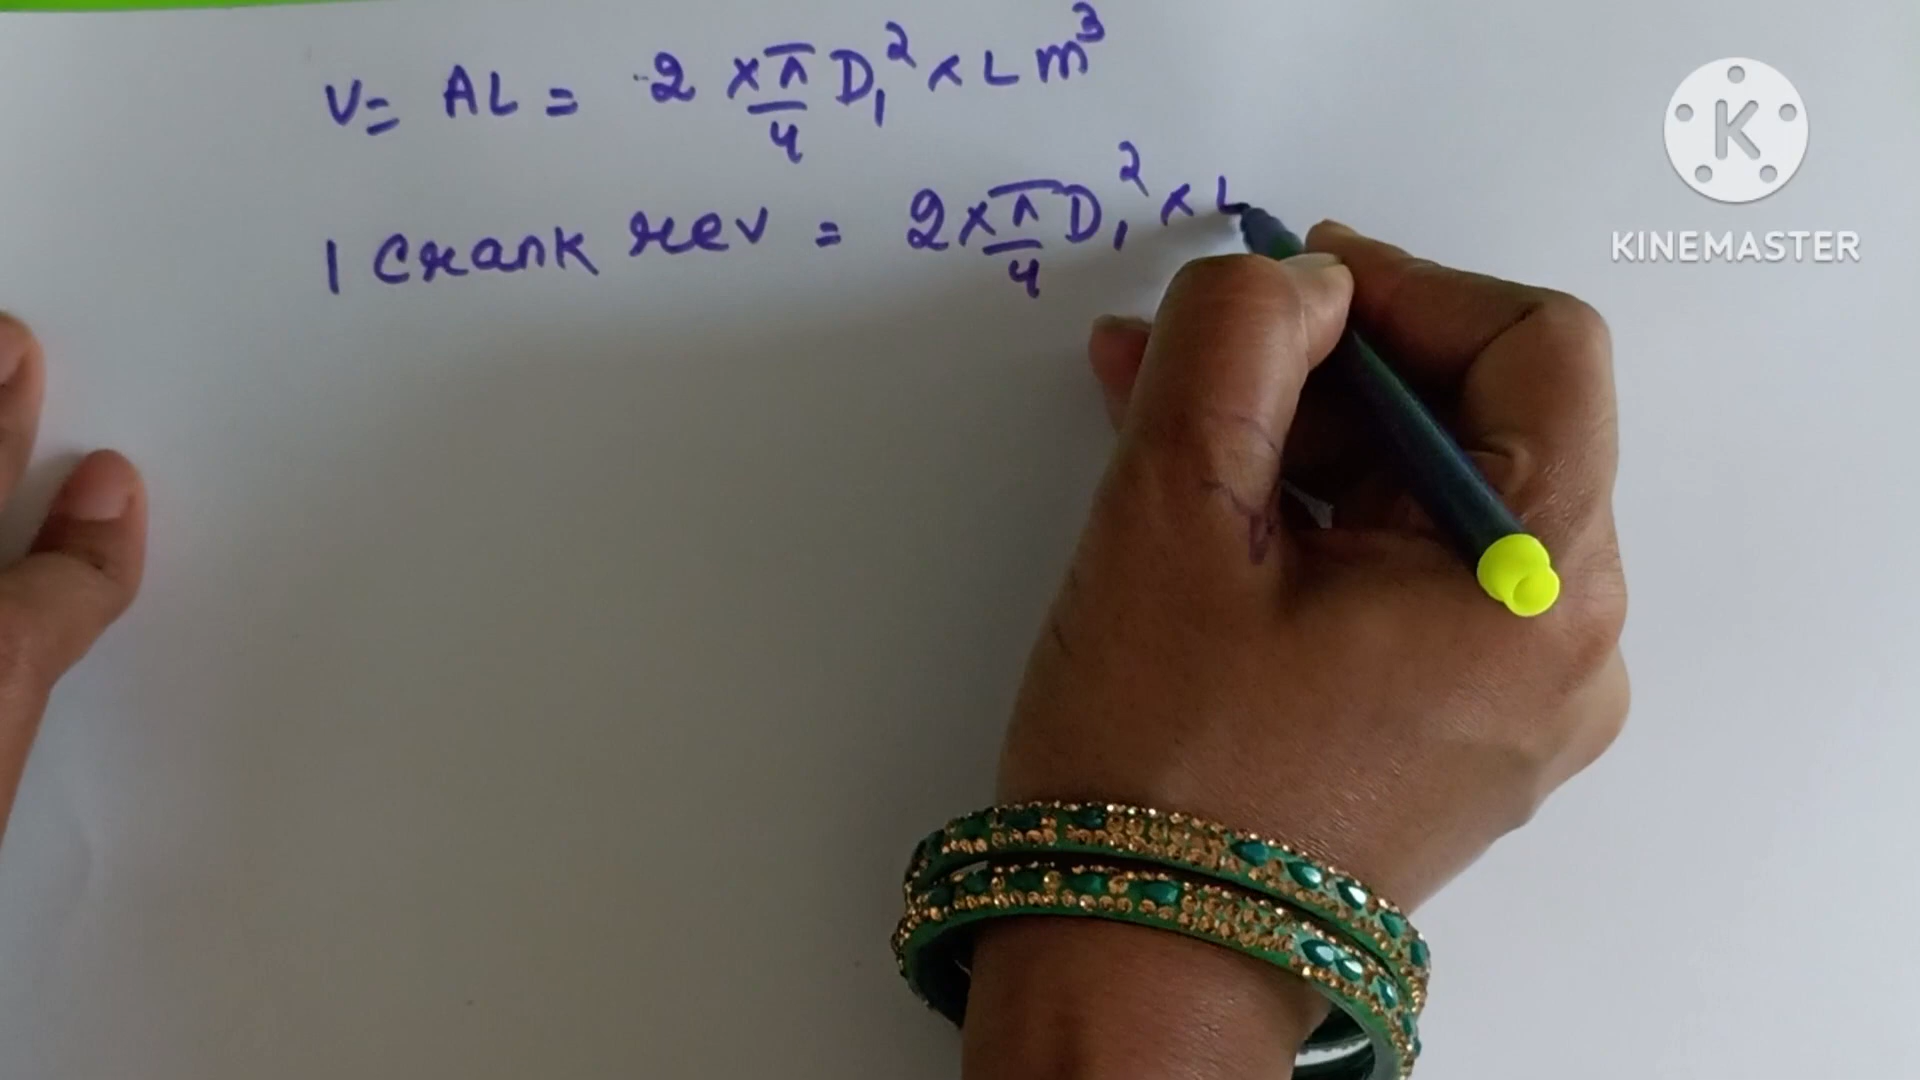 V= AL = 2 × π/4 D₁² × L m³
1 Crank rev = 2 × π/4 D₁² × L
K
KINEMASTER